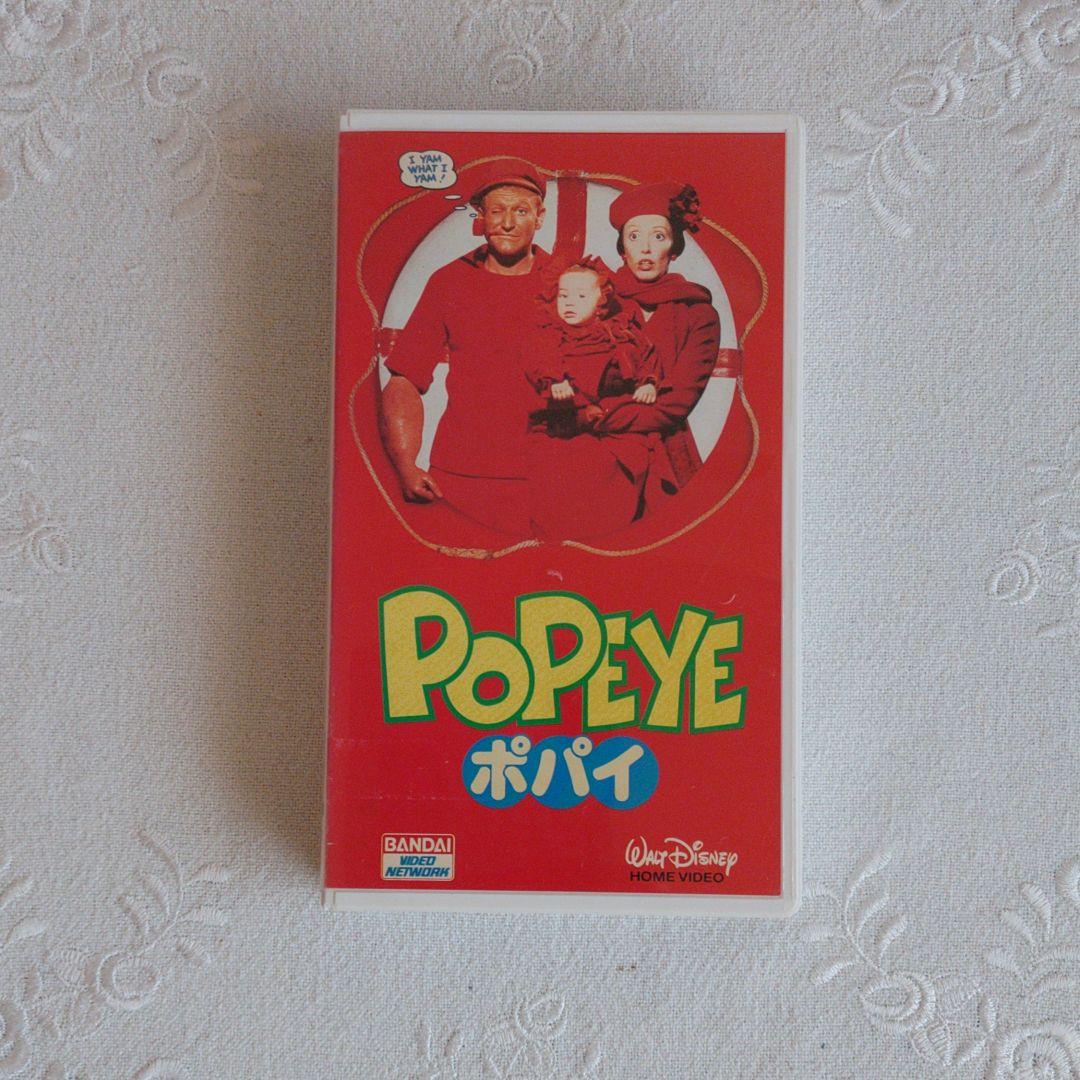 I YAM
WHAT I
YAM!
POPEYE
ポパイ
BANDAI
VIDEO
NETWORK
WALT DISNEY
HOME VIDEO